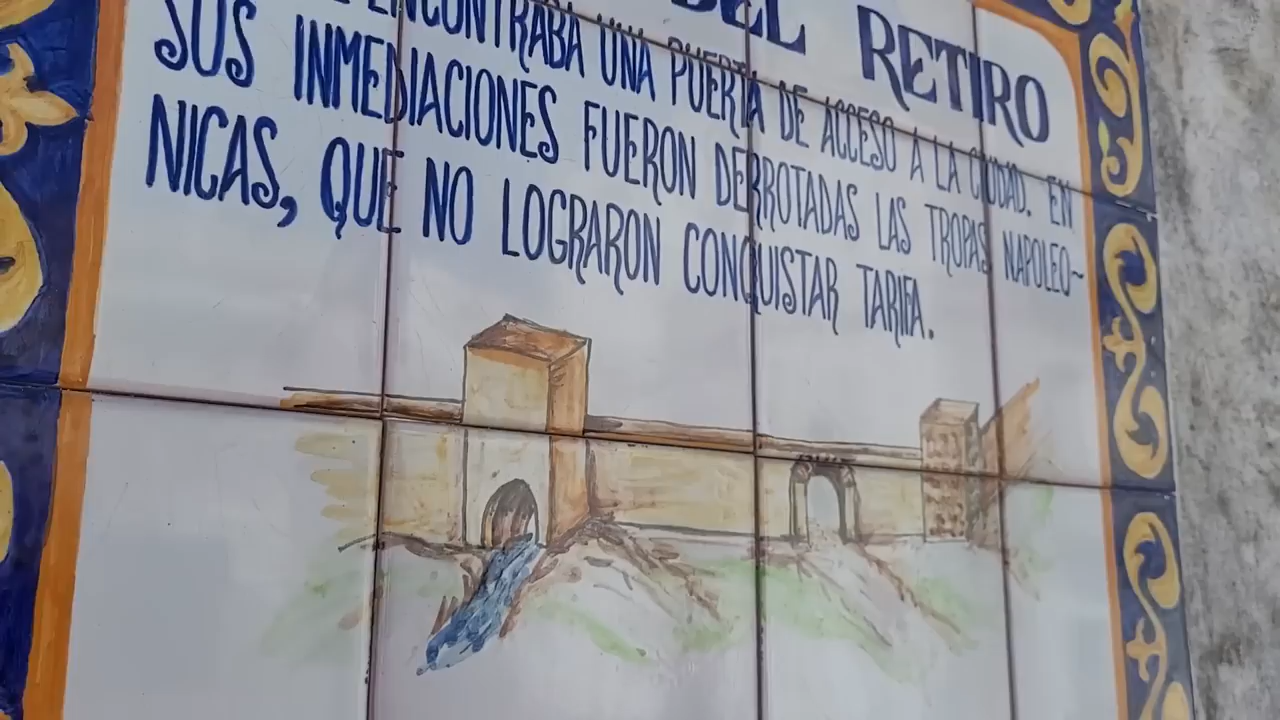 DEL RETIRO
ENCONTRABA UNA PUERTA DE ACCESO A LA CIUDAD. EN
SUS INMEDIACIONES FUERON DERROTADAS LAS TROPAS NAPOLEO~
NICAS, QUE NO LOGRARON CONQUISTAR TARIFA.